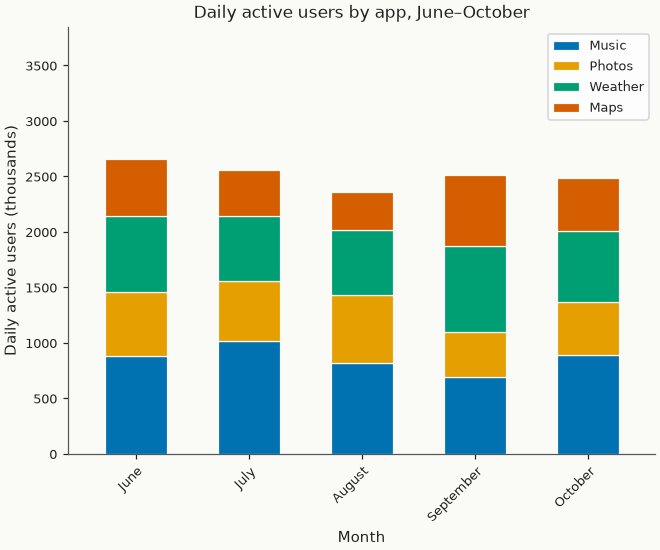 Daily active users by app, June–October
Music
Photos
Weather
Maps
Daily active users (thousands)
3500
3000
2500
2000
1500
1000
500
0
June
July
August
September
October
Month